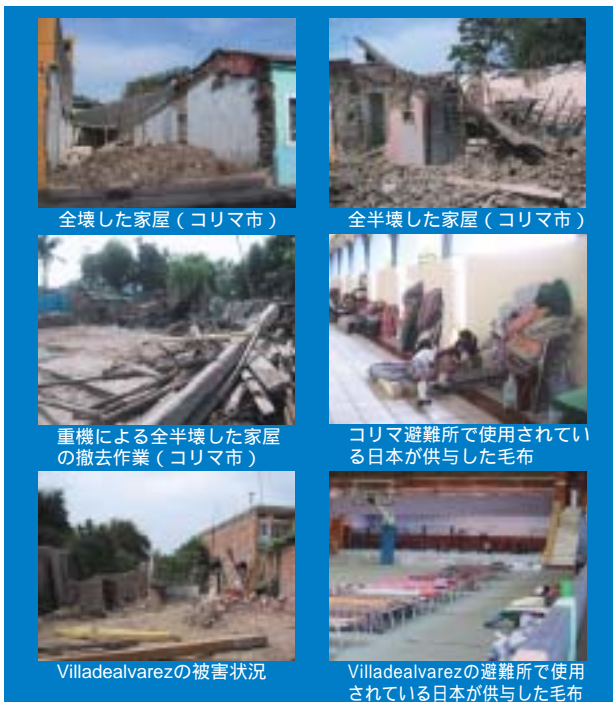 全壊した家屋（コリマ市）
全半壊した家屋（コリマ市）
重機による全半壊した家屋
の撤去作業（コリマ市）
コリマ避難所で使用されてい
る日本が供与した毛布
Villadealvarezの被害状況
Villadealvarezの避難所で使用
されている日本が供与した毛布